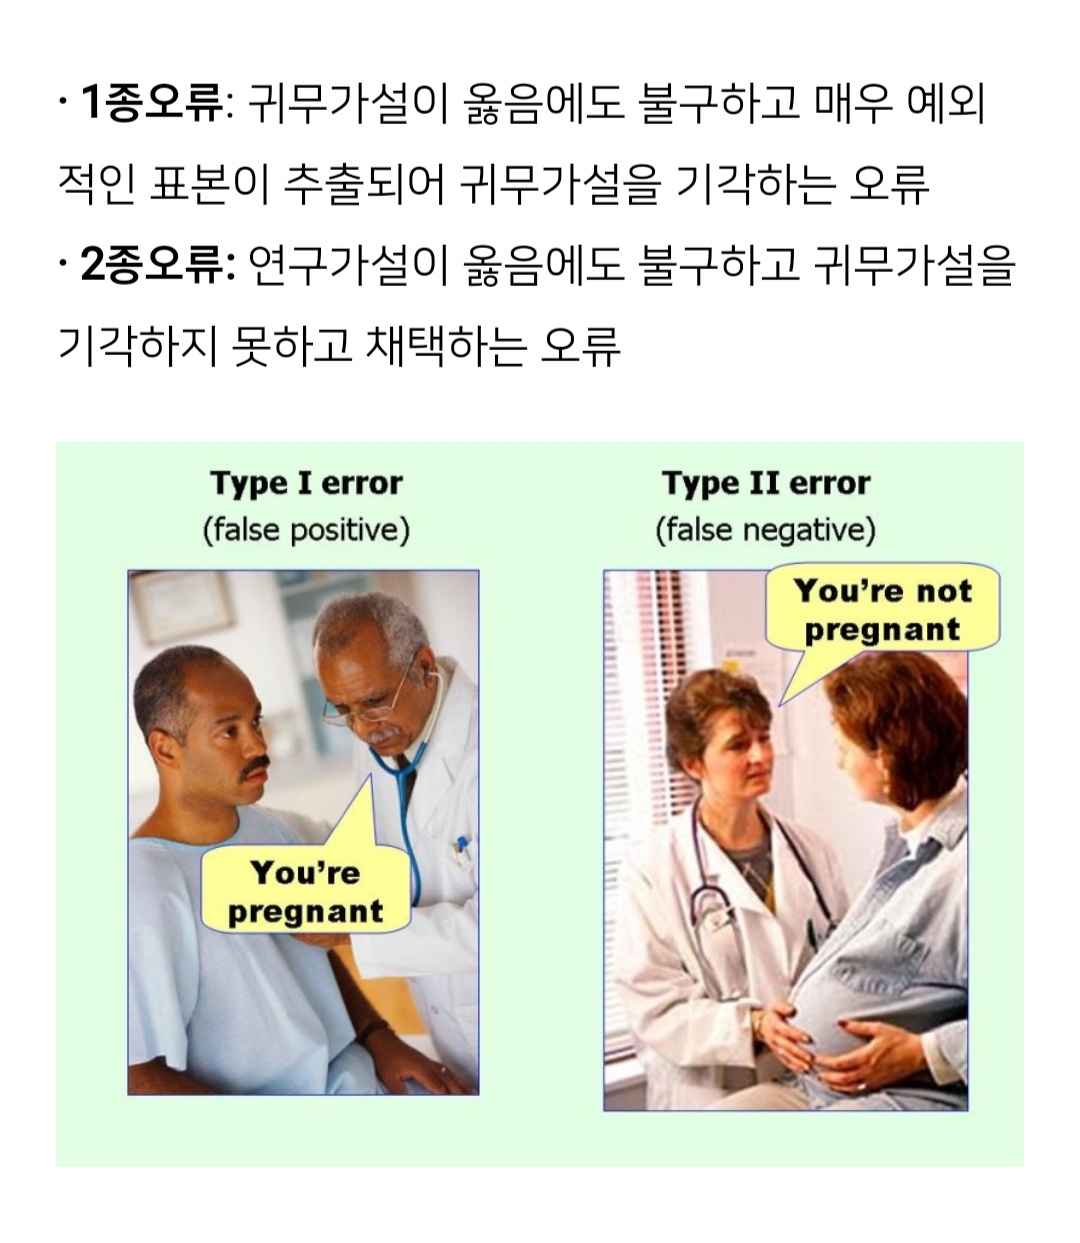 · 1종오류: 귀무가설이 옳음에도 불구하고 매우 예외
적인 표본이 추출되어 귀무가설을 기각하는 오류
· 2종오류: 연구가설이 옳음에도 불구하고 귀무가설을
기각하지 못하고 채택하는 오류
Type I error
(false positive)
You're
pregnant
Type II error
(false negative)
You're not
pregnant